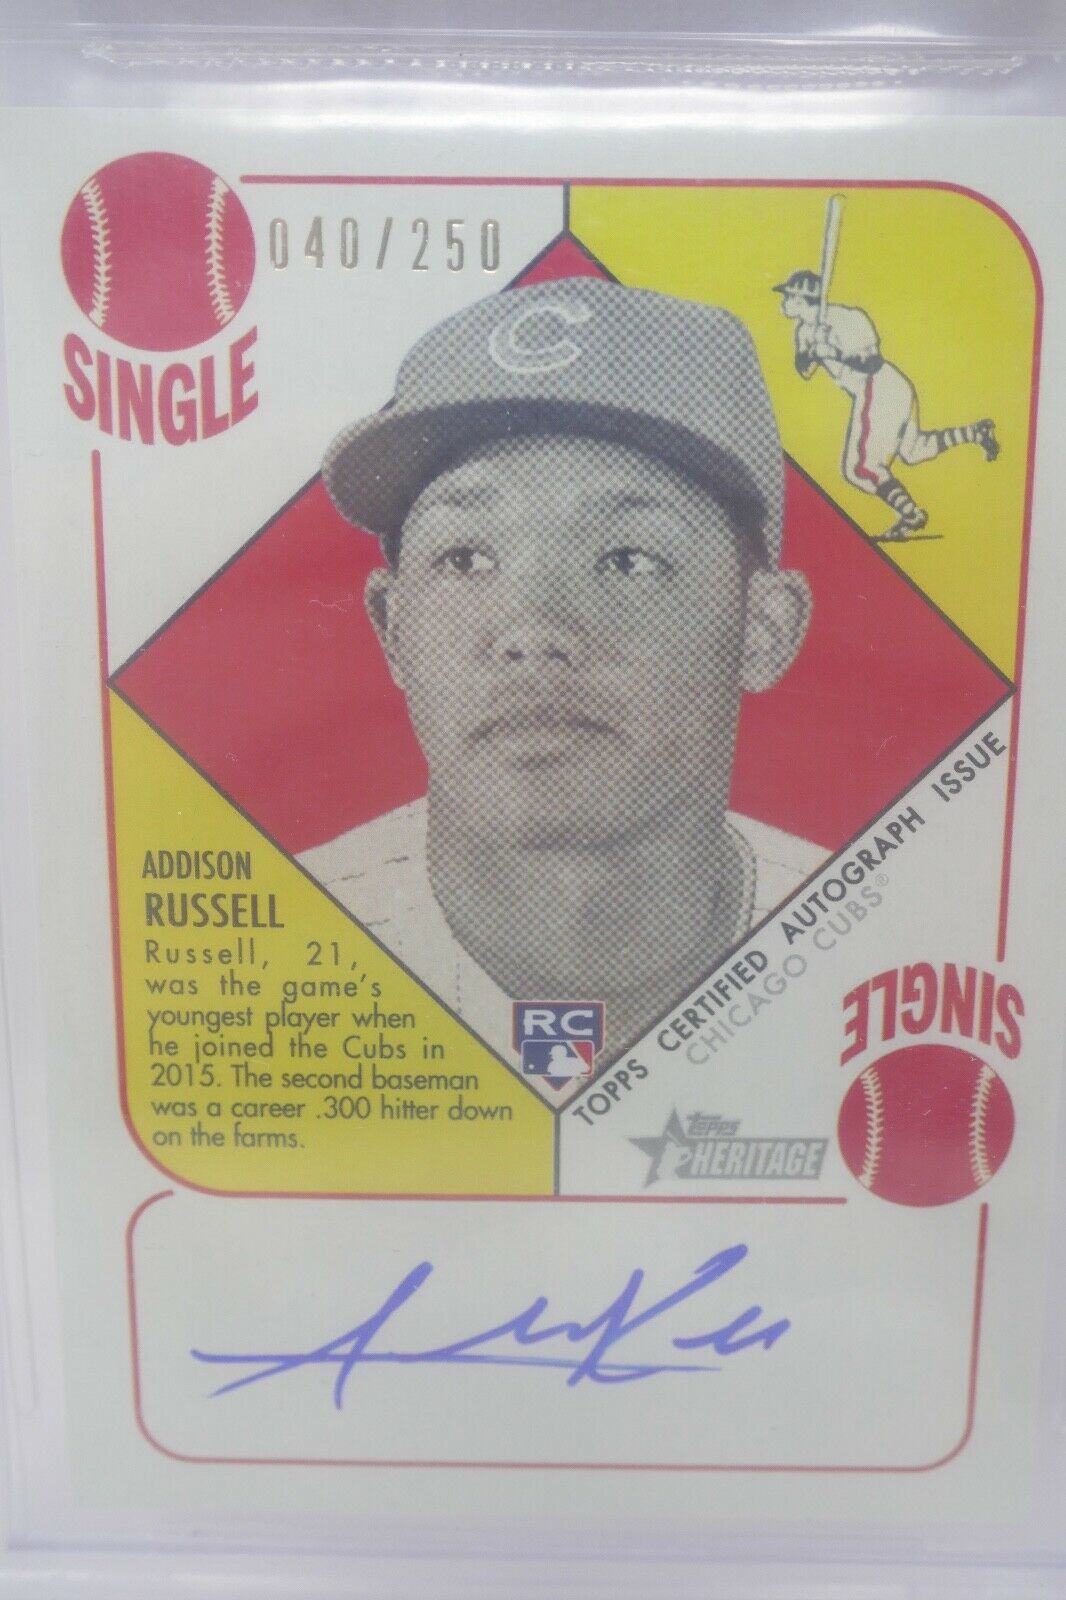 040/250
SINGLE
C
ADDISON
RUSSELL
Russell, 21,
was the game's
youngest player when
he joined the Cubs in
2015. The second baseman
was a career .300 hitter down
on the farms.
RC
TOPPS CERTIFIED AUTOGRAPH ISSUE
CHICAGO CUBS®
SINGLE
Topps
HERITAGE